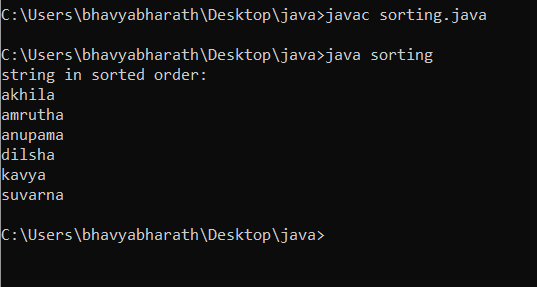 C:\Users\bhavyabharath\Desktop\java>javac sorting.java
C:\Users\bhavyabharath\Desktop\java>java sorting
string in sorted order:
akhila
amrutha
anupama
dilsha
kavya
suvarna
C:\Users\bhavyabharath\Desktop\java>